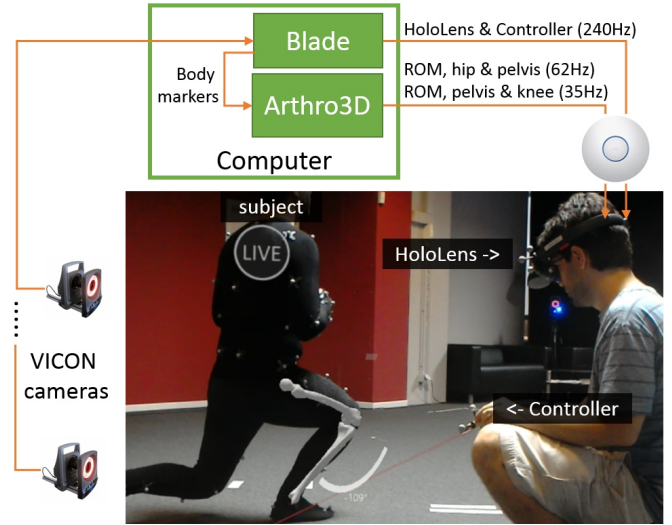 Blade
HoloLens & Controller (240Hz)
Body
markers
ROM, hip & pelvis (62Hz)
ROM, pelvis & knee (35Hz)
Arthro3D
Computer
subject
LIVE
HoloLens ->
VICON
cameras
<- Controller
-109°